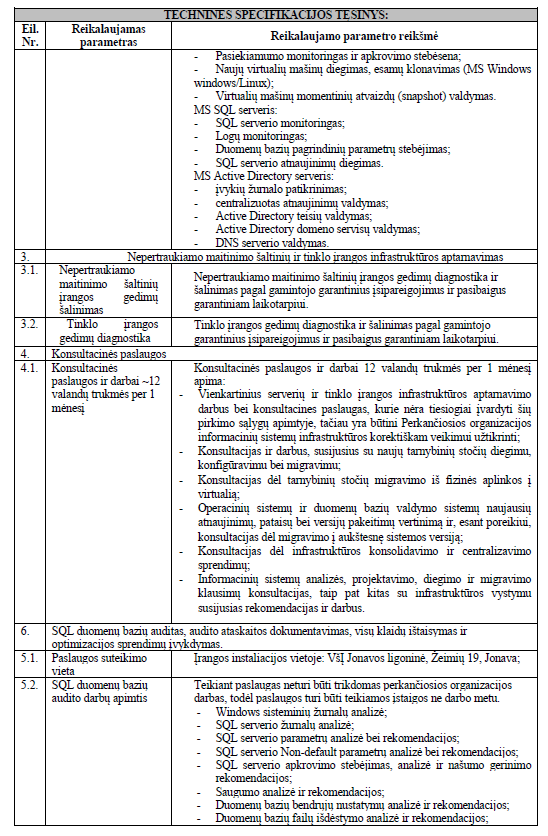 TECHNINĖS SPECIFIKACIJOS TĘSINYS:
Eil. Nr.
Reikalaujamas parametras
Reikalaujamo parametro reikšmė
- Pasiekiamumo monitoringas ir apkrovimo stebėsena;
- Naujų virtualių mašinų diegimas, esamų klonavimas (MS Windows
windows/Linux);
- Virtualių mašinų momentinių atvaizdų (snapshot) valdymas.
MS SQL serveris:
- SQL serverio monitoringas;
- Logų monitoringas;
- Duomenų bazių pagrindinių parametrų stebėjimas;
- SQL serverio atnaujinimų diegimas.
MS Active Directory serveris:
- įvykių žurnalo patikrinimas;
- centralizuotas atnaujinimų valdymas;
- Active Directory teisių valdymas;
- Active Directory domeno servisų valdymas;
- DNS serverio valdymas.
3. Nepertraukiamo maitinimo šaltinių ir tinklo įrangos infrastruktūros aptarnavimas
3.1.
Nepertraukiamo
maitinimo šaltinių
įrangos gedimų
šalinimas
Nepertraukiamo maitinimo šaltinių įrangos gedimų diagnostika ir
šalinimas pagal gamintojo garantinius įsipareigojimus ir pasibaigus
garantiniam laikotarpiui.
3.2.
Tinklo įrangos
gedimų diagnostika
Tinklo įrangos gedimų diagnostika ir šalinimas pagal gamintojo
garantinius įsipareigojimus ir pasibaigus garantiniam laikotarpiui.
4. Konsultacinės paslaugos
4.1.
Konsultacinės
paslaugos ir darbai ~12
valandų trukmės per 1
mėnesį
Konsultacinės paslaugos ir darbai 12 valandų trukmės per 1 mėnesį
apima:
- Vienkartinius serverių ir tinklo įrangos infrastruktūros aptarnavimo
darbus bei konsultacines paslaugas, kurie nėra tiesiogiai įvardyti šių
pirkimo sąlygų apimtyje, tačiau yra būtini Perkančiosios organizacijos
informacinių sistemų infrastruktūros korektiškam veikimui užtikrinti;
- Konsultacijas ir darbus, susijusius su naujų tarnybinių stočių diegimu,
konfigūravimu bei migravimu;
- Konsultacijas dėl tarnybinių stočių migravimo iš fizinės aplinkos į
virtualią;
- Operacinių sistemų ir duomenų bazių valdymo sistemų naujausių
atnaujinimų, pataisų bei versijų pakeitimų vertinimą ir, esant poreikiui,
konsultacijas dėl migravimo į aukštesnę sistemos versiją;
- Konsultacijas dėl infrastruktūros konsolidavimo ir centralizavimo
sprendimų;
- Informacinių sistemų analizės, projektavimo, diegimo ir migravimo
klausimų konsultacijas, taip pat kitas su infrastruktūros vystymu
susijusias rekomendacijas ir darbus.
6. SQL duomenų bazių auditas, audito ataskaitos dokumentavimas, visų klaidų ištaisymas ir
optimizacijos sprendimų įvykdymas.
5.1.
Paslaugos suteikimo
vieta
Įrangos instaliacijos vietoje: VšĮ Jonavos ligoninė, Žeimių 19, Jonava;
5.2.
SQL duomenų bazių
audito darbų apimtis
Teikiant paslaugas neturi būti trikdomas perkančiosios organizacijos
darbas, todėl paslaugos turi būti teikiamos įstaigos ne darbo metu.
- Windows sisteminių žurnalų analizė;
- SQL serverio žurnalų analizė;
- SQL serverio parametrų analizė bei rekomendacijos;
- SQL serverio Non-default parametrų analizė bei rekomendacijos;
- SQL serverio apkrovimo stebėjimas, analizė ir našumo gerinimo
rekomendacijos;
- Saugumo analizė ir rekomendacijos;
- Duomenų bazių bendrųjų nustatymų analizė ir rekomendacijos;
- Duomenų bazių failų išdėstymo analizė ir rekomendacijos;